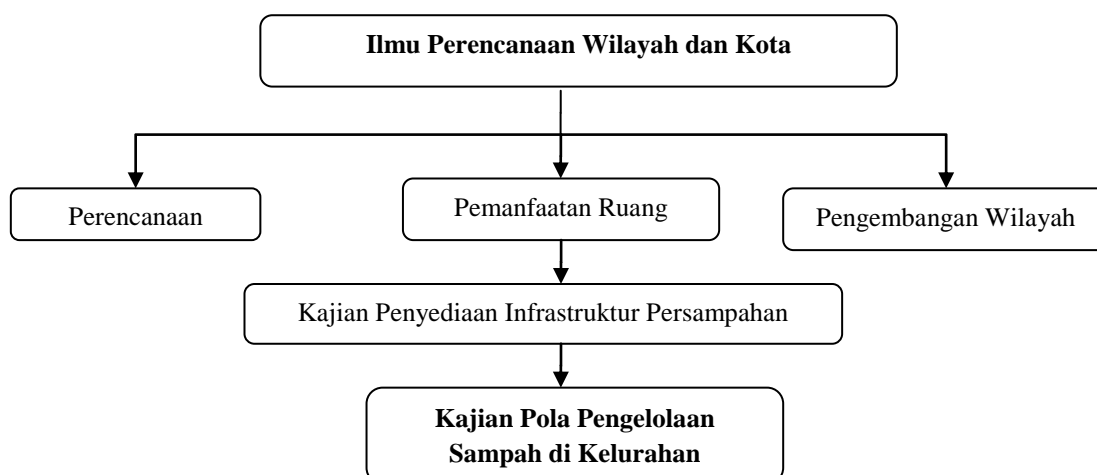 Ilmu Perencanaan Wilayah dan Kota
Perencanaan
Pemanfaatan Ruang
Pengembangan Wilayah
Kajian Penyediaan Infrastruktur Persampahan
Kajian Pola Pengelolaan
Sampah di Kelurahan